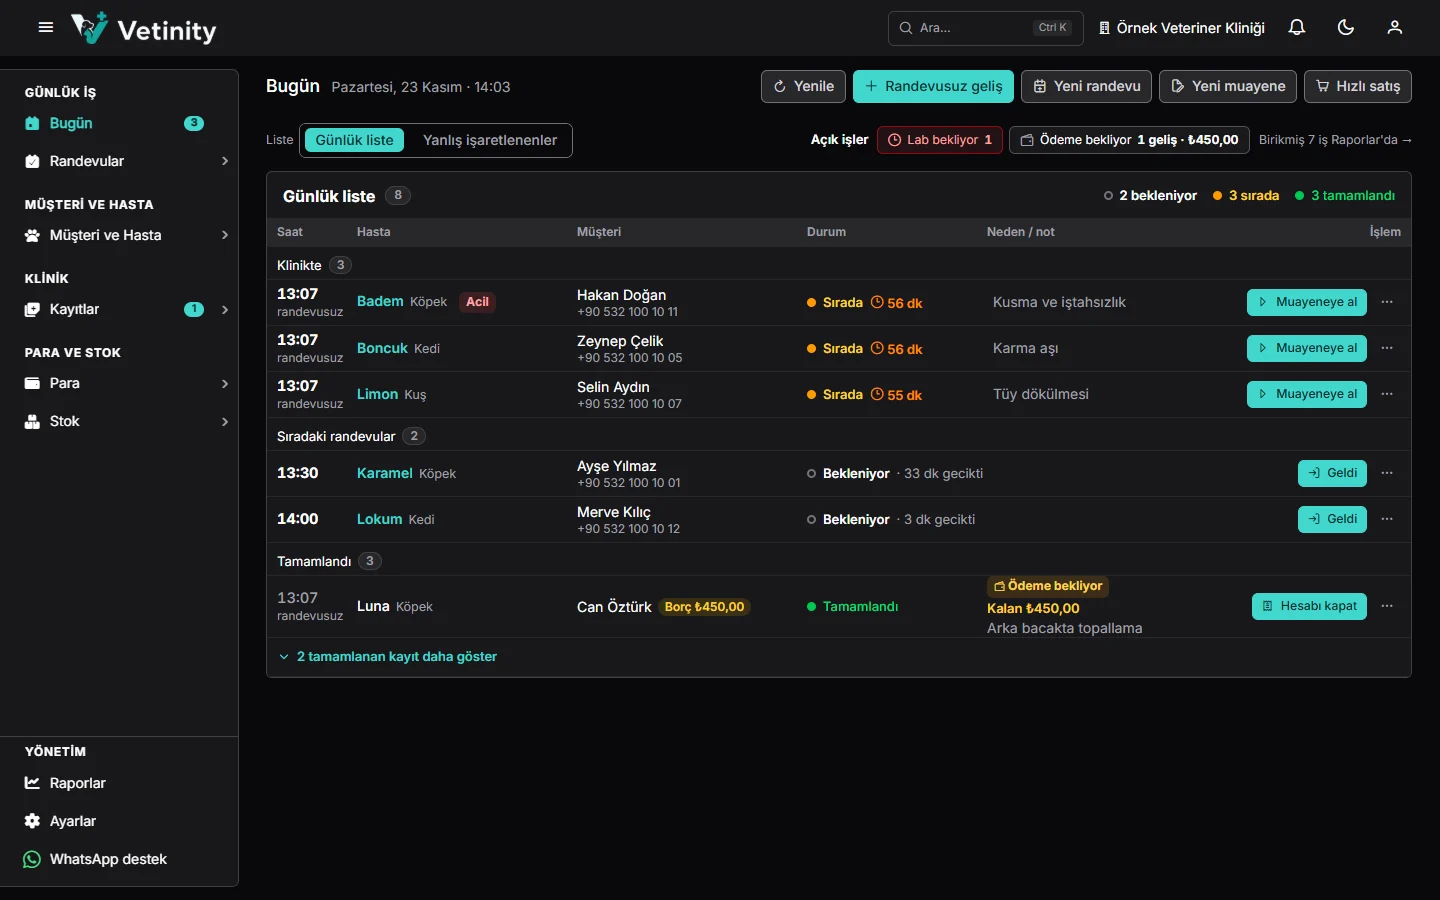 Vetinity
Ara... Ctrl K
Örnek Veteriner Kliniği
GÜNLÜK İŞ
Bugün 3
Randevular
MÜŞTERİ VE HASTA
Müşteri ve Hasta
KLİNİK
Kayıtlar 1
PARA VE STOK
Para
Stok
YÖNETİM
Raporlar
Ayarlar
WhatsApp destek
Bugün Pazartesi, 23 Kasım · 14:03
Yenile
+ Randevusuz geliş
Yeni randevu
Yeni muayene
Hızlı satış
Liste Günlük liste Yanlış işaretlenenler
Açık işler Lab bekliyor 1 Ödeme bekliyor 1 geliş · ₺450,00 Birikmiş 7 iş Raporlar'da →
Günlük liste 8
2 bekleniyor 3 sırada 3 tamamlandı
Saat Hasta Müşteri Durum Neden / not İşlem
Klinikte 3
13:07 Badem Köpek Acil Hakan Doğan Sırada 56 dk Kusma ve iştahsızlık Muayeneye al ...
randevusuz +90 532 100 10 11
13:07 Boncuk Kedi Zeynep Çelik Sırada 56 dk Karma aşı Muayeneye al ...
randevusuz +90 532 100 10 05
13:07 Limon Kuş Selin Aydın Sırada 55 dk Tüy dökülmesi Muayeneye al ...
randevusuz +90 532 100 10 07
Sıradaki randevular 2
13:30 Karamel Köpek Ayşe Yılmaz Bekleniyor · 33 dk gecikti Geldi ...
+90 532 100 10 01
14:00 Lokum Kedi Merve Kılıç Bekleniyor · 3 dk gecikti Geldi ...
+90 532 100 10 12
Tamamlandı 3
13:07 Luna Köpek Can Öztürk Borç ₺450,00 Tamamlandı Ödeme bekliyor Hesabı kapat ...
randevusuz Kalan ₺450,00
Arka bacakta topallama
2 tamamlanan kayıt daha göster